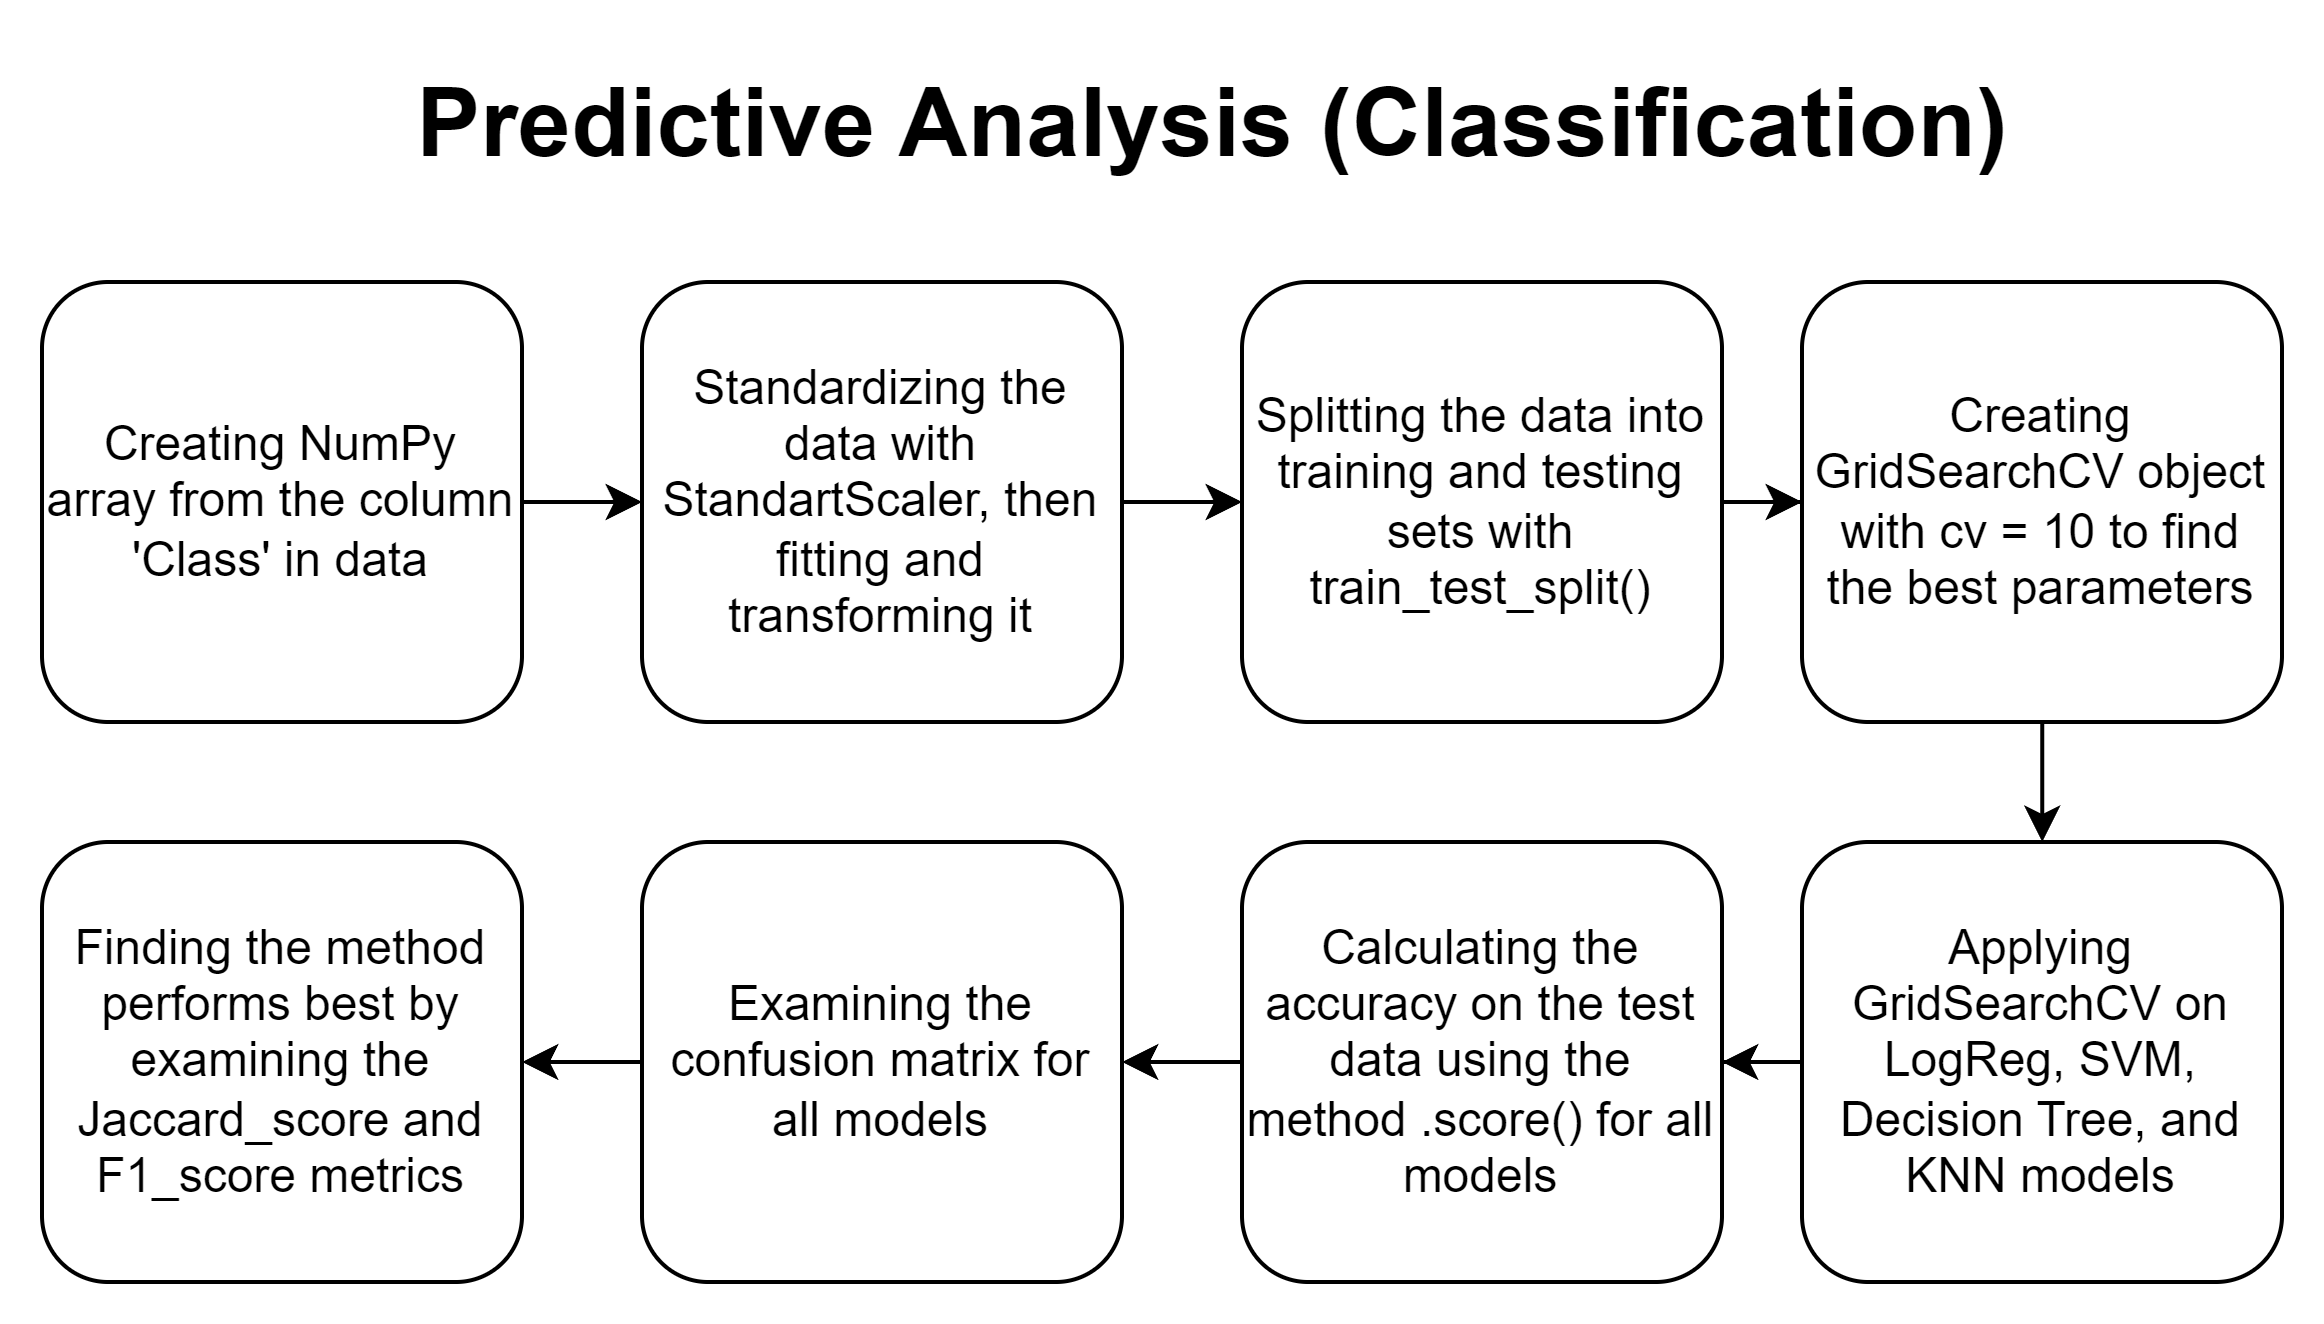 Predictive Analysis (Classification)
Creating NumPy
array from the column
'Class' in data
Standardizing the
data with
StandartScaler, then
fitting and
transforming it
Splitting the data into
training and testing
sets with
train_test_split()
Creating
GridSearchCV object
with cv = 10 to find
the best parameters
Applying
GridSearchCV on
LogReg, SVM,
Decision Tree, and
KNN models
Calculating the
accuracy on the test
data using the
method .score() for all
models
Examining the
confusion matrix for
all models
Finding the method
performs best by
examining the
Jaccard_score and
F1_score metrics